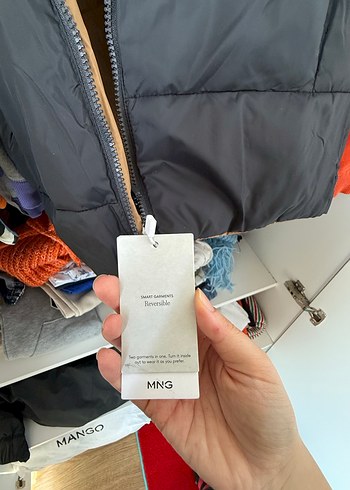 SMART GARMENTS
Reversible
Two garments in one. Turn it inside
out to wear it as you prefer.
MNG
MANGO